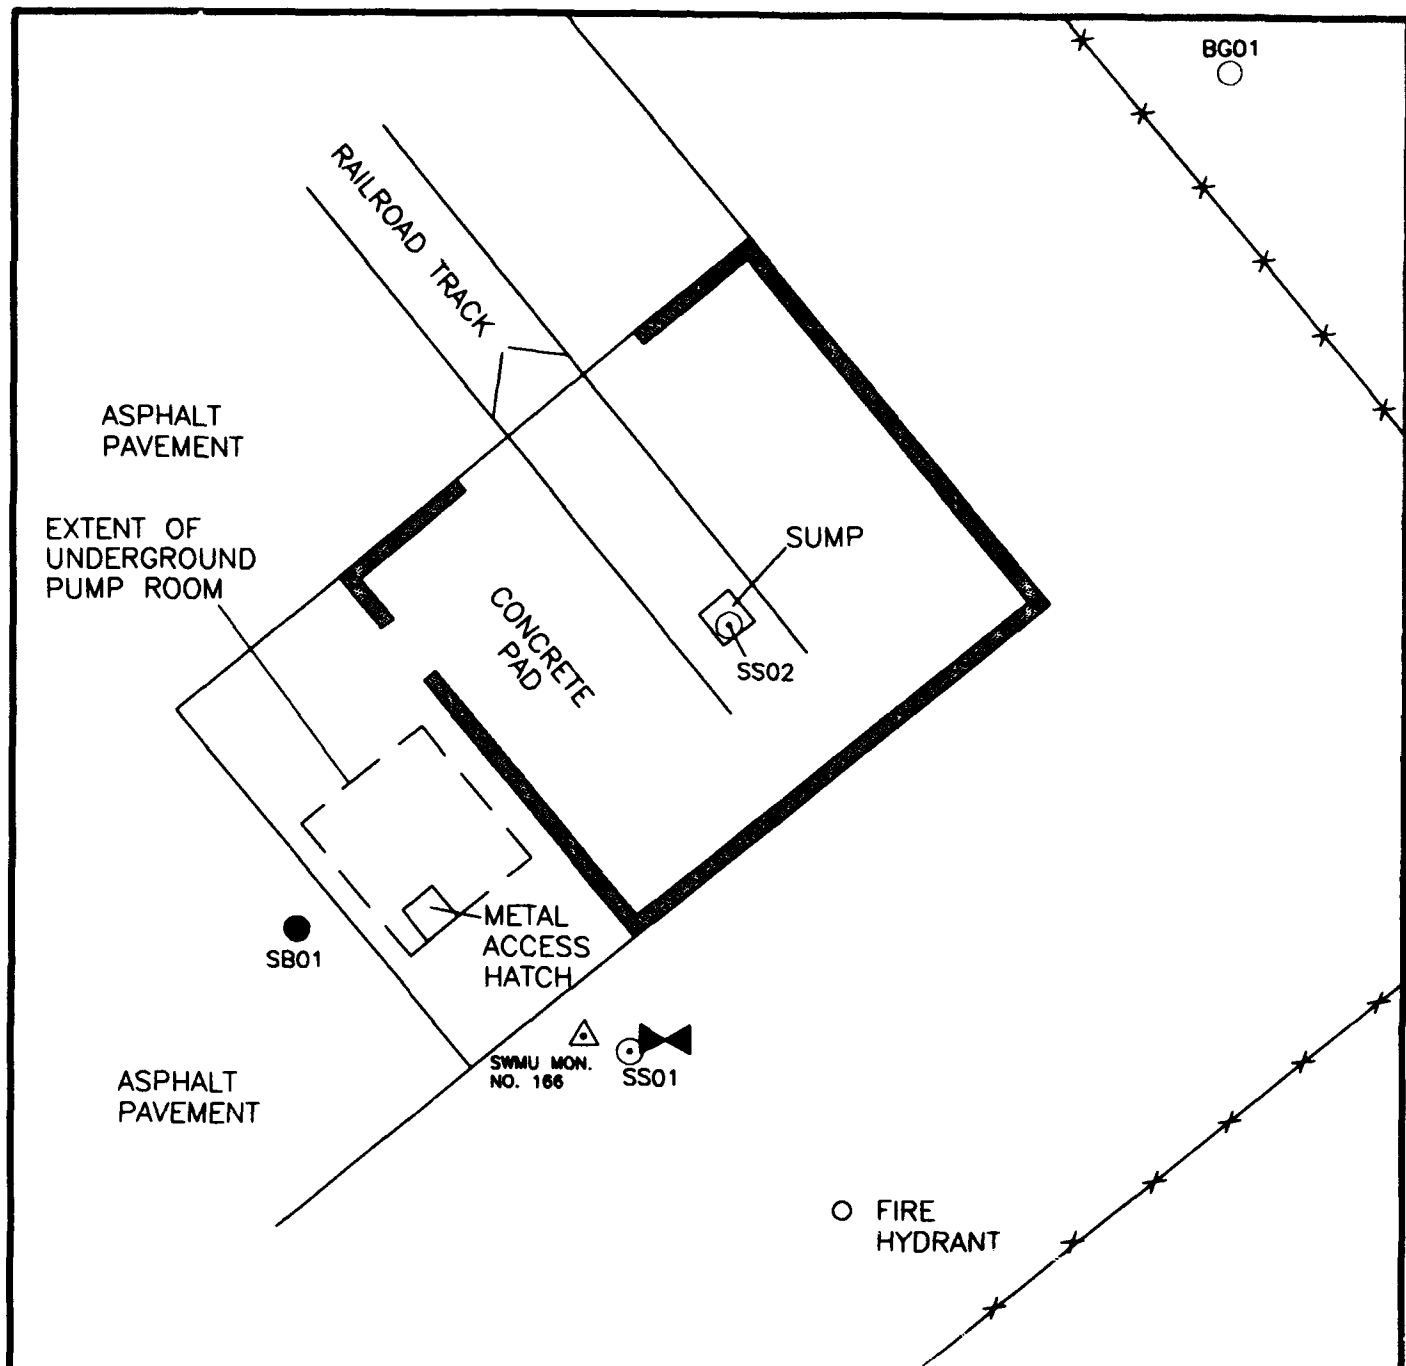 BG01
RAILROAD TRACK
ASPHALT
PAVEMENT
EXTENT OF
UNDERGROUND
PUMP ROOM
SUMP
CONCRETE
PAD
SS02
METAL
ACCESS
HATCH
SB01
SWMU MON.
NO. 166
SS01
ASPHALT
PAVEMENT
FIRE
HYDRANT